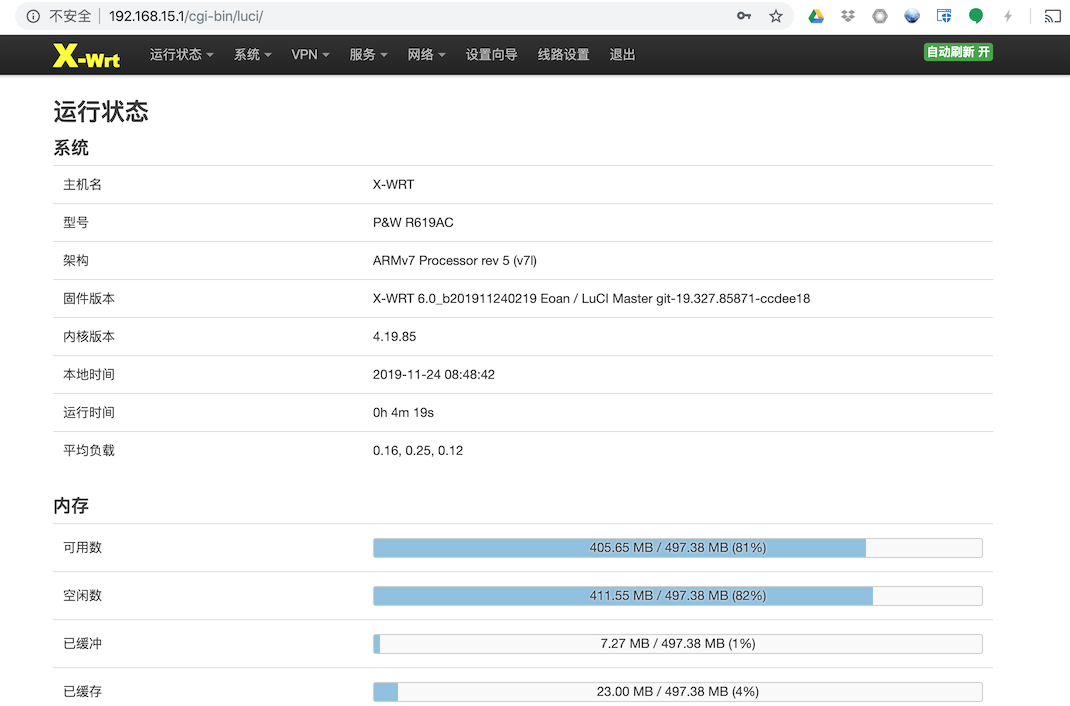 不安全 192.168.15.1/cgi-bin/luci/
X-Wrt 运行状态 系统 VPN 服务 网络 设置向导 线路设置 退出 自动刷新 开
运行状态
系统
主机名 X-WRT
型号 P&W R619AC
架构 ARMv7 Processor rev 5 (v7l)
固件版本 X-WRT 6.0_b201911240219 Eoan / LuCI Master git-19.327.85871-ccdee18
内核版本 4.19.85
本地时间 2019-11-24 08:48:42
运行时间 0h 4m 19s
平均负载 0.16, 0.25, 0.12
内存
可用数 405.65 MB / 497.38 MB (81%)
空闲数 411.55 MB / 497.38 MB (82%)
已缓冲 7.27 MB / 497.38 MB (1%)
已缓存 23.00 MB / 497.38 MB (4%)